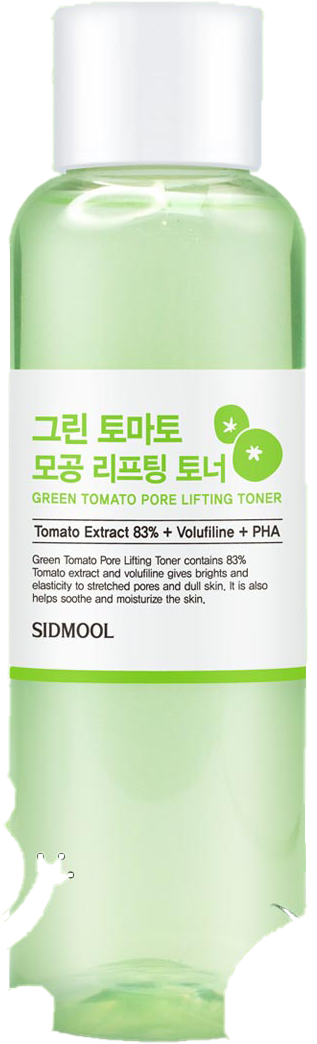 그린 토마토
모공 리프팅 토너
GREEN TOMATO PORE LIFTING TONER
Tomato Extract 83% + Volufiline + PHA
Green Tomato Pore Lifting Toner contains 83%
Tomato extract and volufiline gives brights and
elasticity to stretched pores and dull skin. It is also
helps soothe and moisturize the skin.
SIDMOOL